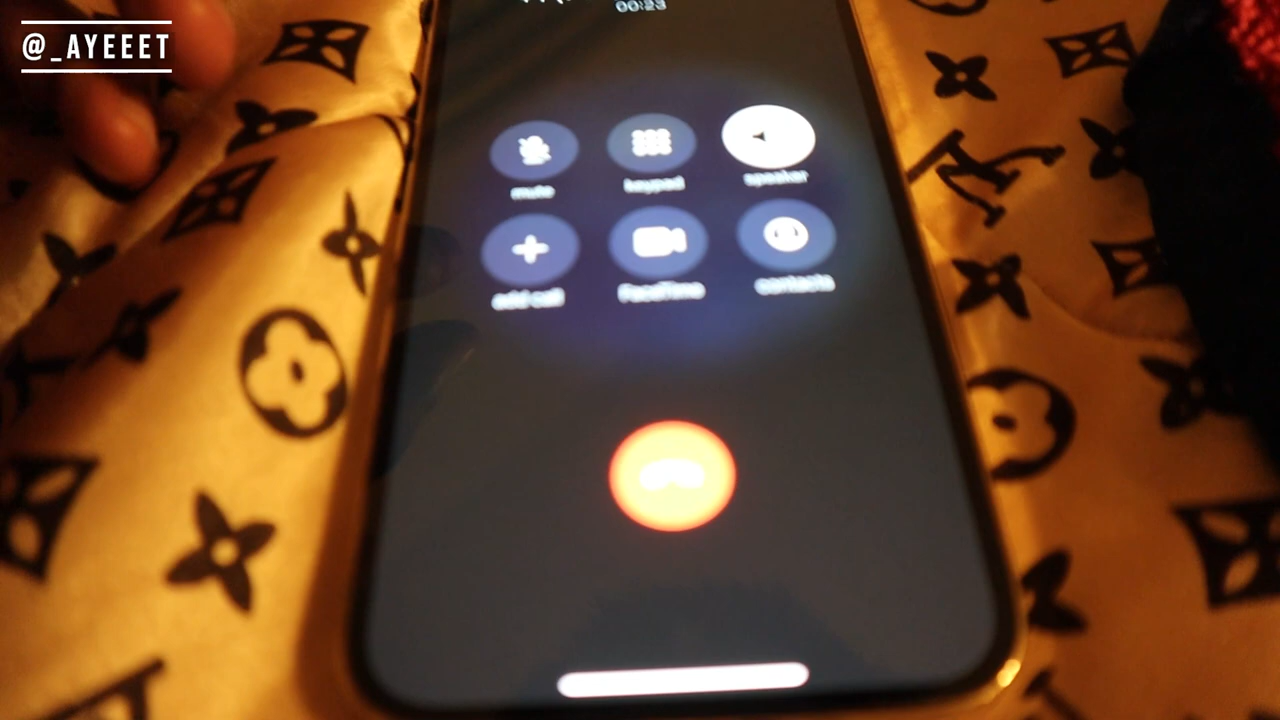 @_AYEEET
00:23
mute
keypad
speaker
add call
FaceTime
contacts